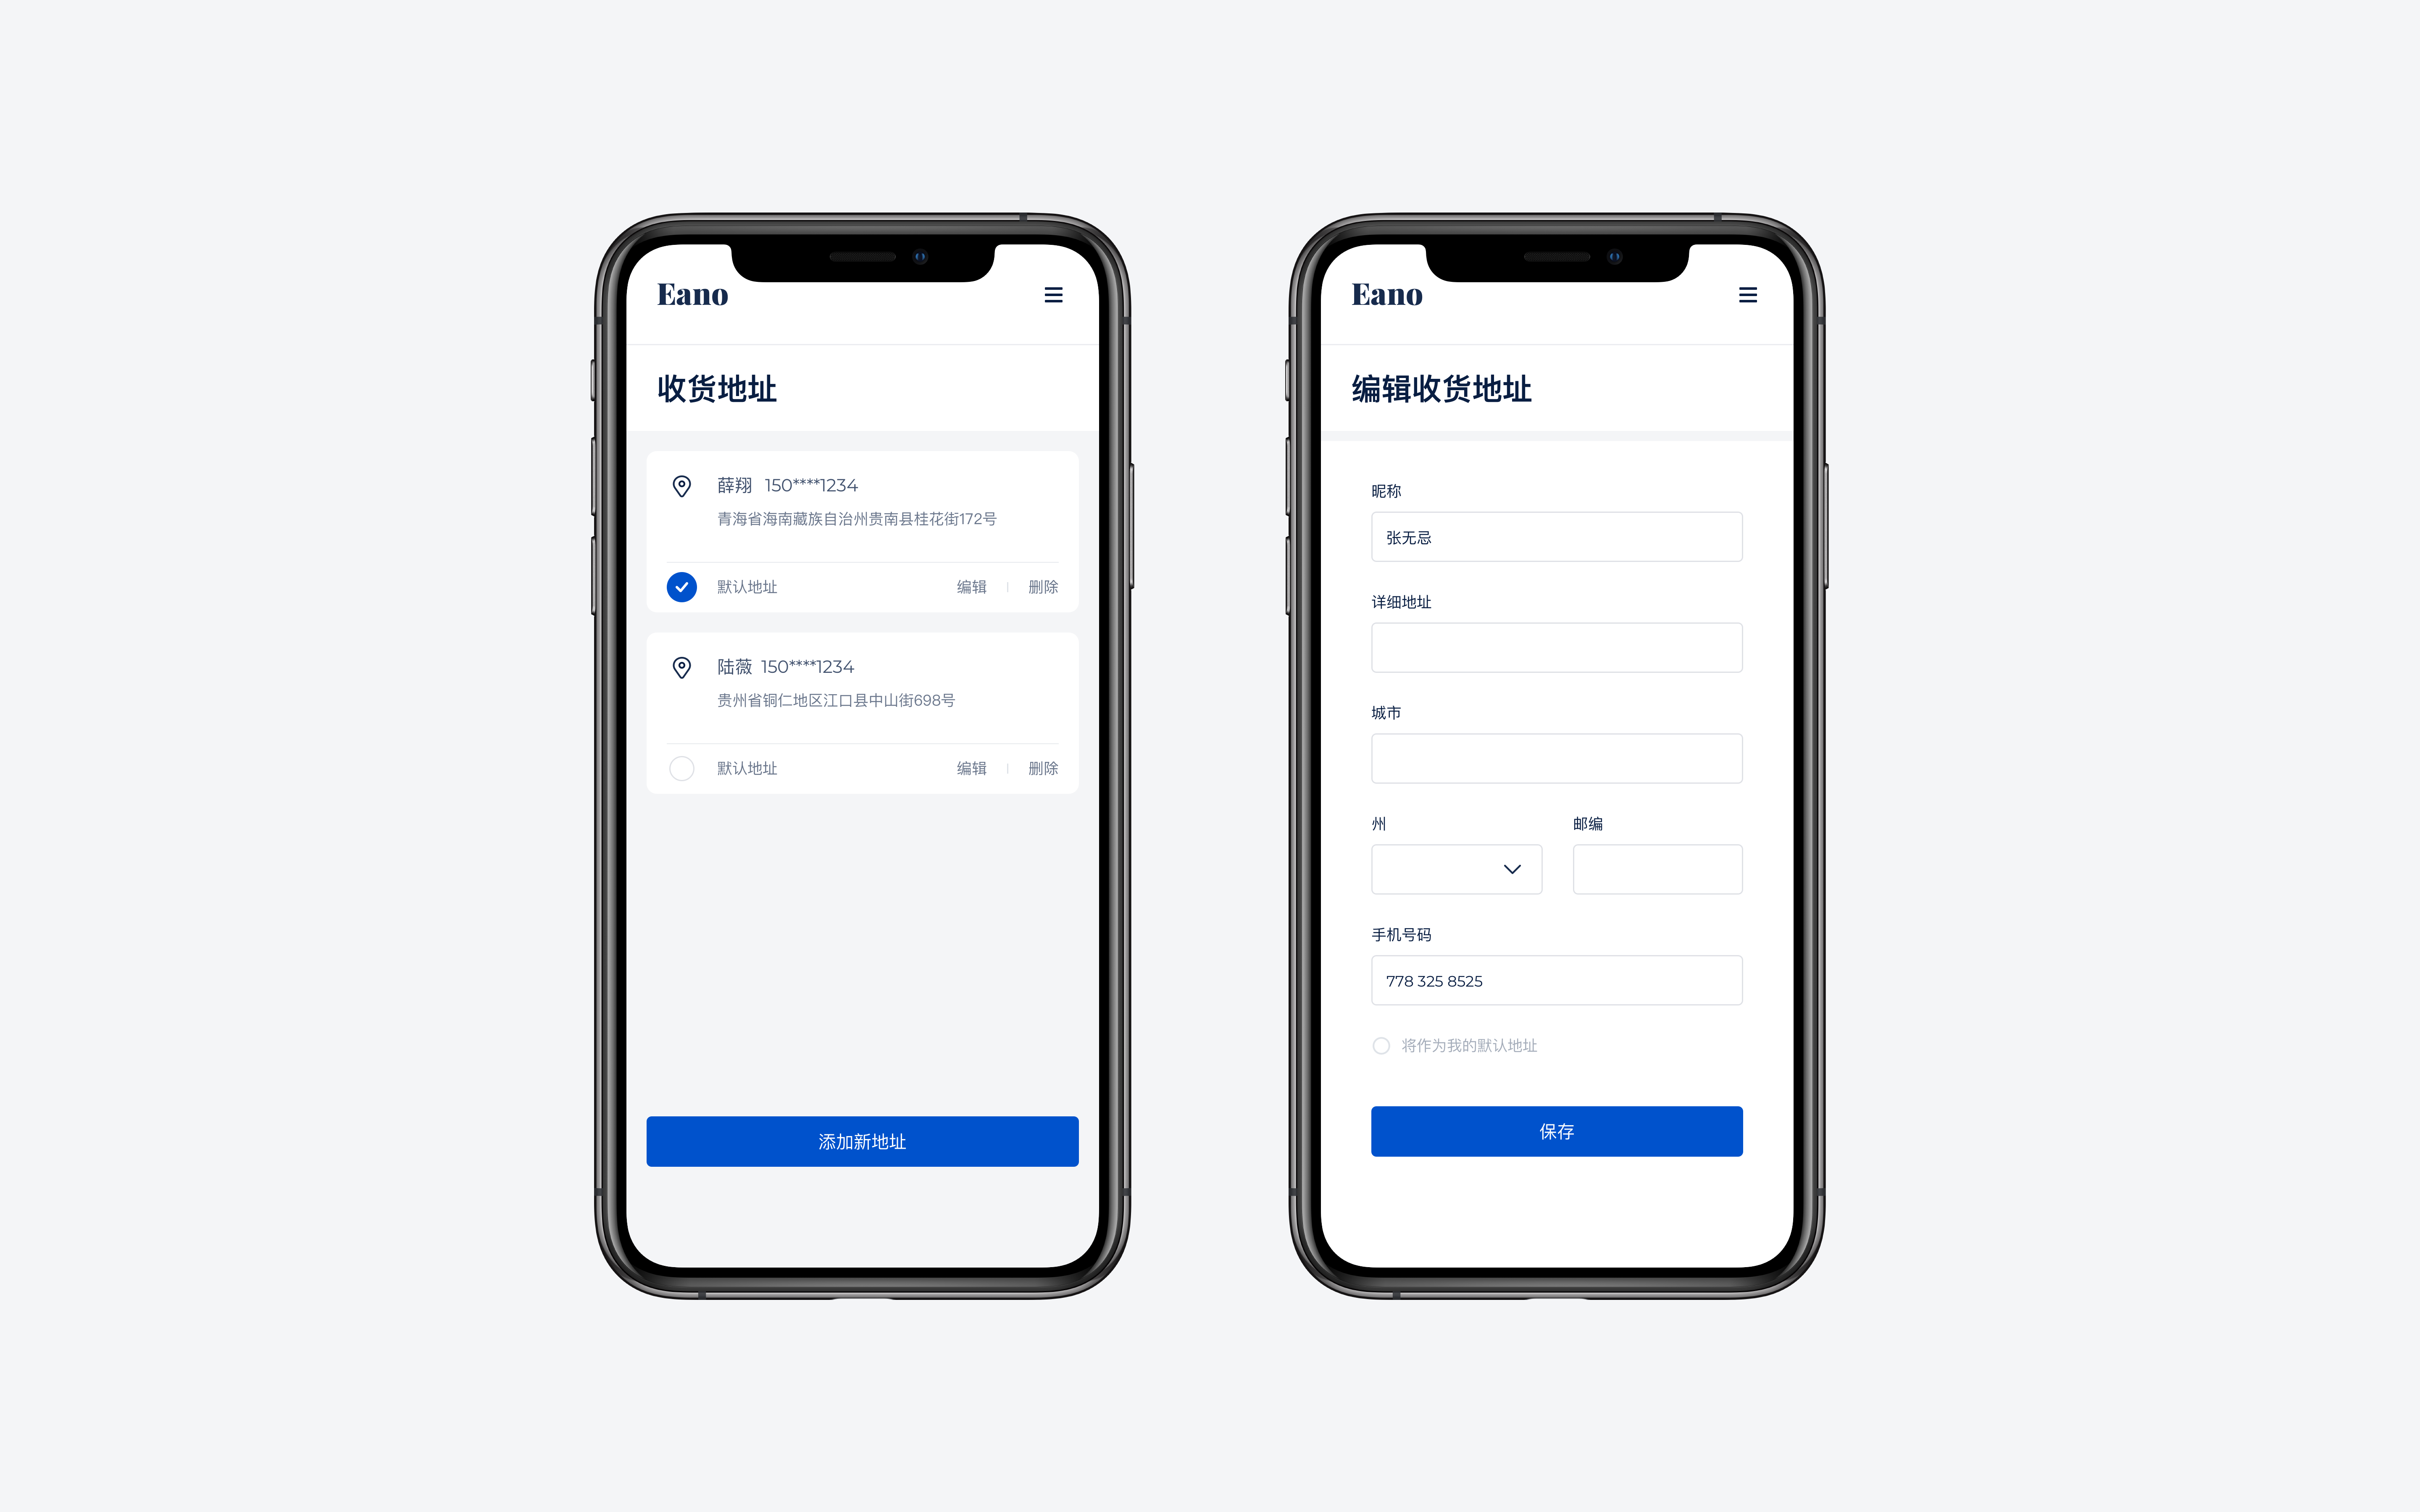 Eano
收货地址
薛翔 150****1234
青海省海南藏族自治州贵南县桂花街172号
默认地址 编辑 删除
陆薇 150****1234
贵州省铜仁地区江口县中山街698号
默认地址 编辑 删除
添加新地址
Eano
编辑收货地址
昵称
张无忌
详细地址
城市
州 邮编
手机号码
778 325 8525
将作为我的默认地址
保存